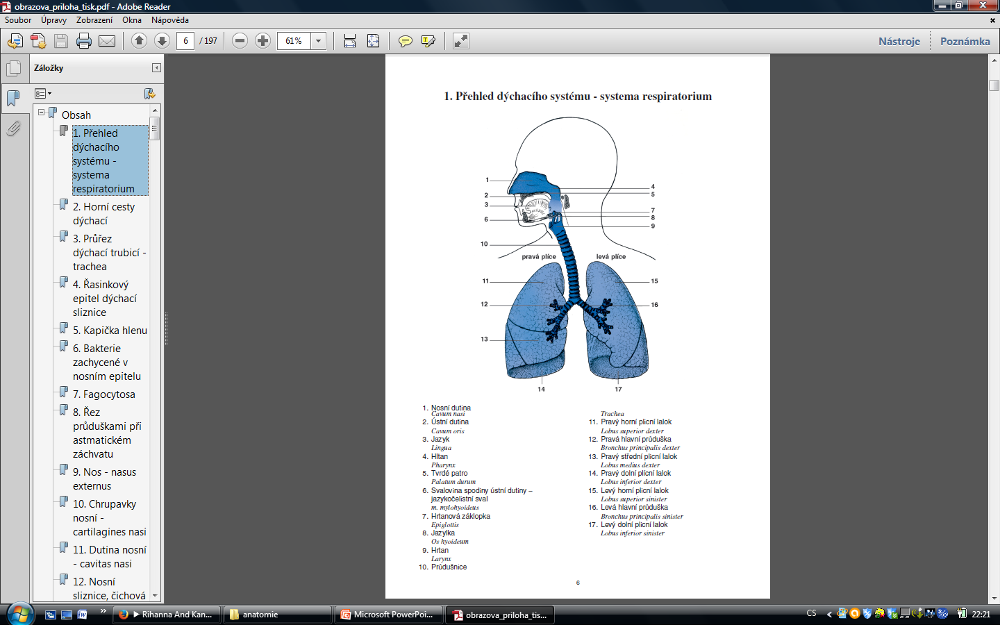 obrazova_priloha_tisk.pdf - Adobe Reader
Soubor Úpravy Zobrazení Okna Nápověda
6 / 197 61% Nástroje Poznámka
Záložky
Obsah
1. Přehled
dýchacího
systému -
systema
respiratorium
2. Horní cesty
dýchací
3. Průřez
dýchací trubicí -
trachea
4. Řasinkový
epitel dýchací
sliznice
5. Kapička hlenu
6. Bakterie
zachycené v
nosním epitelu
7. Fagocytosa
8. Řez
průduškami při
astmatickém
záchvatu
9. Nos - nasus
externus
10. Chrupavky
nosní -
cartilagines nasi
11. Dutina nosní
- cavitas nasi
12. Nosní
sliznice, čichová
1. Přehled dýchacího systému - systema respiratorium
1
2
3
6
10
4
5
7
8
9
pravá plíce levá plíce
11
12
13
14
15
16
17
1. Nosní dutina
Cavum nasi
2. Ústní dutina
Cavum oris
3. Jazyk
Lingua
4. Hltan
Pharynx
5. Tvrdé patro
Palatum durum
6. Svalovina spodiny ústní dutiny –
jazykočelistní sval
m. mylohyoideus
7. Hrtanová záklopka
Epiglottis
8. Jazylka
Os hyoideum
9. Hrtan
Larynx
10. Průdušnice
Trachea
11. Pravý horní plicní lalok
Lobus superior dexter
12. Pravá hlavní průduška
Bronchus principalis dexter
13. Pravý střední plicní lalok
Lobus medius dexter
14. Pravý dolní plícní lalok
Lobus inferior dexter
15. Levý horní plicní lalok
Lobus superior sinister
16. Levá hlavní průduška
Bronchus principalis sinister
17. Levý dolní plicní lalok
Lobus inferior sinister
6
Rihanna And Kan... anatomie Microsoft PowerPoi... obrazova_priloha_tis... CS 22:21